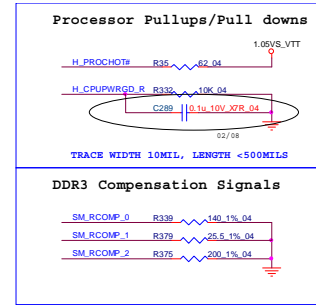 Processor Pullups/Pull downs
1.05VS_VTT
H_PROCHOT# R35 62_04
H_CPUPWRGD_R R332 10K_04
C289 0.1u_10V_X7R_04
02/08
TRACE WIDTH 10MIL, LENGTH <500MILS
DDR3 Compensation Signals
SM_RCOMP_0 R339 140_1%_04
SM_RCOMP_1 R379 25.5_1%_04
SM_RCOMP_2 R375 200_1%_04